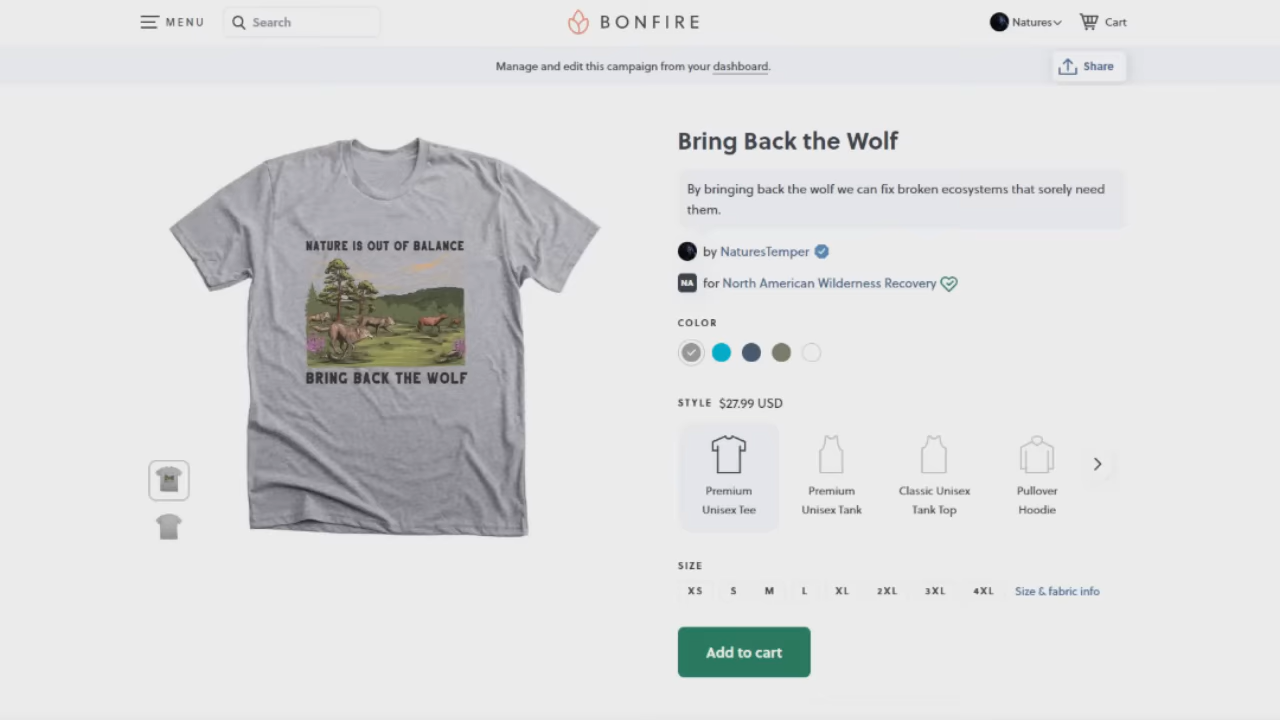 MENU
Search
BONFIRE
Natures
Cart
Manage and edit this campaign from your dashboard.
Share
Bring Back the Wolf
By bringing back the wolf we can fix broken ecosystems that sorely need
them.
by NaturesTemper
NA for North American Wilderness Recovery
COLOR
STYLE $27.99 USD
Premium
Unisex Tee
Premium
Unisex Tank
Classic Unisex
Tank Top
Pullover
Hoodie
SIZE
XS S M L XL 2XL 3XL 4XL Size & fabric info
Add to cart
NATURE IS OUT OF BALANCE
BRING BACK THE WOLF